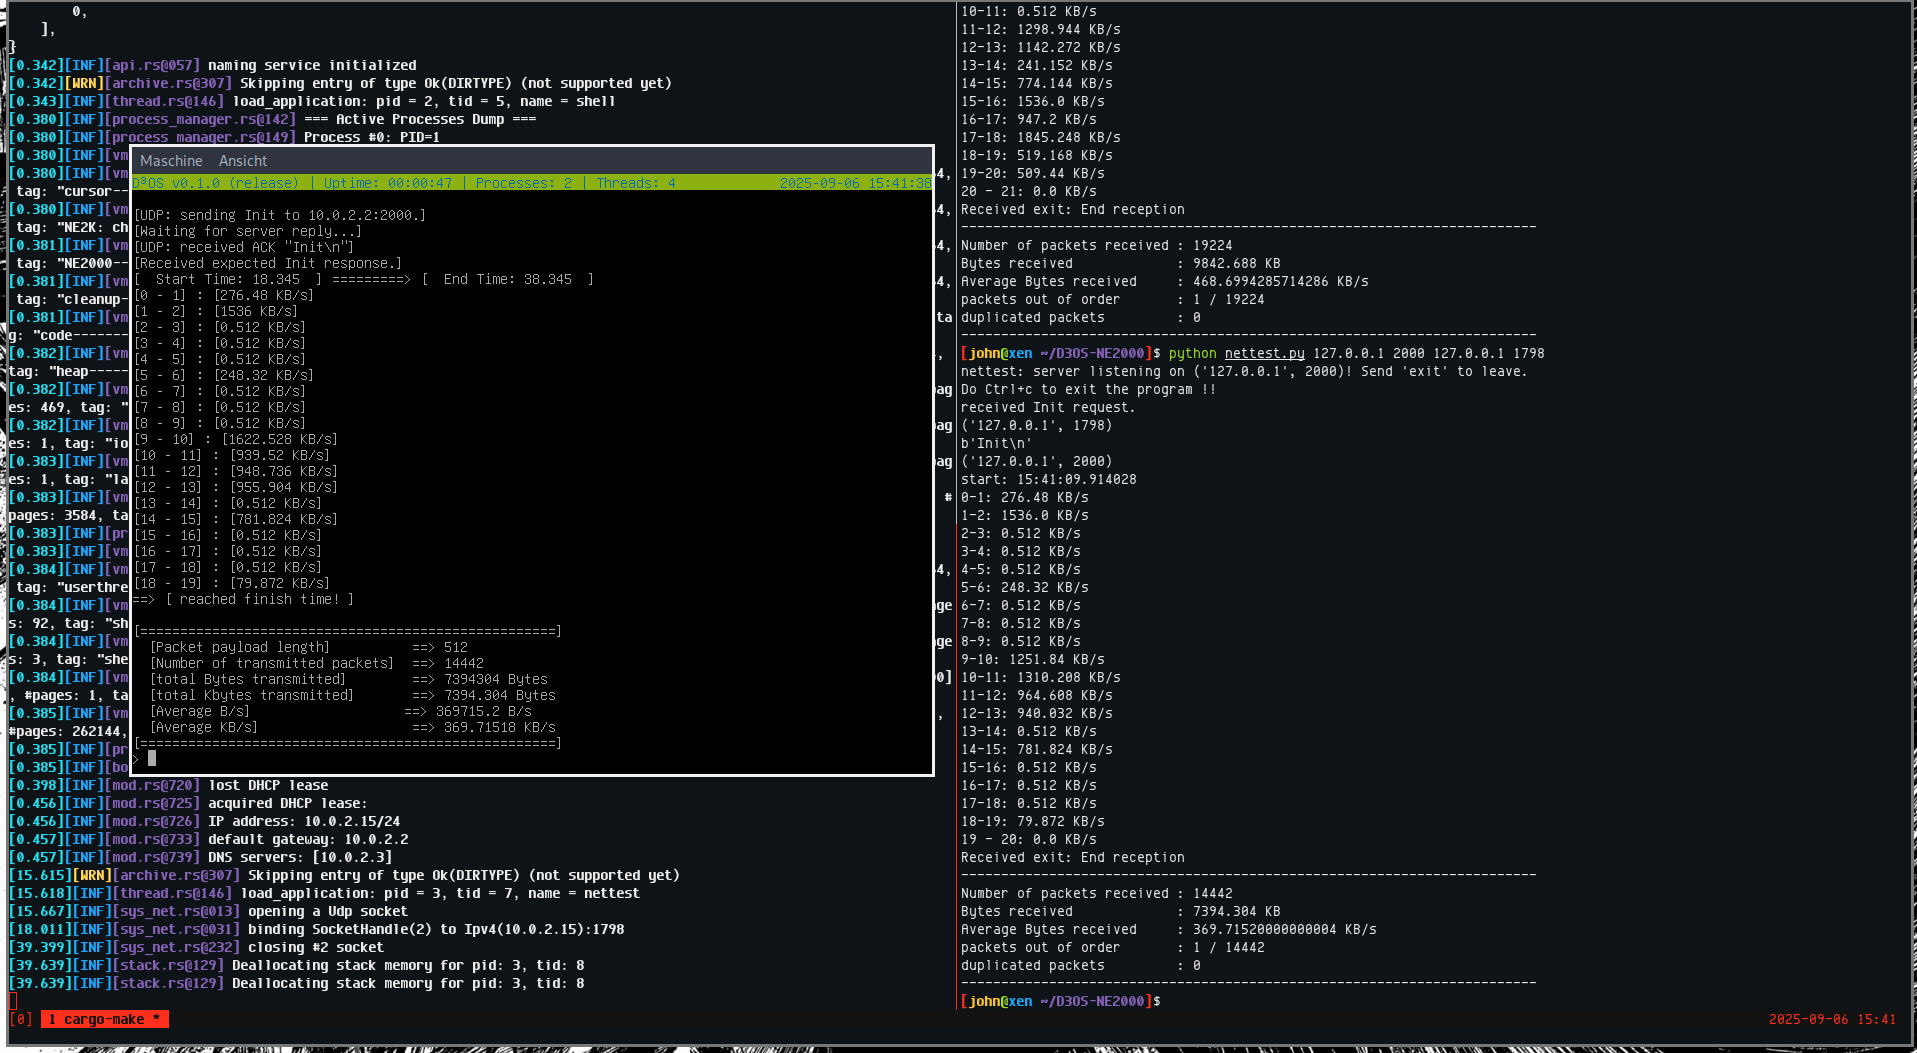 0,
],
}
[0.342][INF][api.rs@057] naming service initialized
[0.342][WRN][archive.rs@307] Skipping entry of type Ok(DIRTYPE) (not supported yet)
[0.343][INF][thread.rs@146] load_application: pid = 2, tid = 5, name = shell
[0.380][INF][process_manager.rs@142] === Active Processes Dump ===
[0.380][INF][process_manager.rs@149] Process #0: PID=1
[0.380][INF][vm
[0.380][INF][vm 4,
tag: "cursor--
[0.380][INF][vm 4,
tag: "NE2K: ch
[0.381][INF][vm 4,
tag: "NE2000--
[0.381][INF][vm 4,
tag: "cleanup-
[0.381][INF][vm ta
g: "code-------
[0.382][INF][vm ,
tag: "heap-----
[0.382][INF][vm ag
es: 469, tag: "
[0.382][INF][vm ag
es: 1, tag: "io
[0.383][INF][vm ag
es: 1, tag: "la
[0.383][INF][vm #
pages: 3584, ta
[0.383][INF][pr
[0.383][INF][vm
[0.384][INF][vm 4,
tag: "userthre
[0.384][INF][vm ge
s: 92, tag: "sh
[0.384][INF][vm ge
s: 3, tag: "she
[0.384][INF][vm 0]
, #pages: 1, ta
[0.385][INF][vm ,
#pages: 262144,
[0.385][INF][pr
[0.385][INF][bo
[0.398][INF][mod.rs@720] lost DHCP lease
[0.456][INF][mod.rs@725] acquired DHCP lease:
[0.456][INF][mod.rs@726] IP address: 10.0.2.15/24
[0.457][INF][mod.rs@733] default gateway: 10.0.2.2
[0.457][INF][mod.rs@739] DNS servers: [10.0.2.3]
[15.615][WRN][archive.rs@307] Skipping entry of type Ok(DIRTYPE) (not supported yet)
[15.618][INF][thread.rs@146] load_application: pid = 3, tid = 7, name = nettest
[15.667][INF][sys_net.rs@013] opening a Udp socket
[18.011][INF][sys_net.rs@031] binding SocketHandle(2) to Ipv4(10.0.2.15):1798
[39.399][INF][sys_net.rs@232] closing #2 socket
[39.639][INF][stack.rs@129] Deallocating stack memory for pid: 3, tid: 8
[39.639][INF][stack.rs@129] Deallocating stack memory for pid: 3, tid: 8
Maschine Ansicht
D³OS v0.1.0 (release) | Uptime: 00:00:47 | Processes: 2 | Threads: 4 2025-09-06 15:41:38
[UDP: sending Init to 10.0.2.2:2000.]
[Waiting for server reply...]
[UDP: received ACK "Init\n"]
[Received expected Init response.]
[ Start Time: 18.345 ] =========> [ End Time: 38.345 ]
[0 - 1] : [276.48 KB/s]
[1 - 2] : [1536 KB/s]
[2 - 3] : [0.512 KB/s]
[3 - 4] : [0.512 KB/s]
[4 - 5] : [0.512 KB/s]
[5 - 6] : [248.32 KB/s]
[6 - 7] : [0.512 KB/s]
[7 - 8] : [0.512 KB/s]
[8 - 9] : [0.512 KB/s]
[9 - 10] : [1622.528 KB/s]
[10 - 11] : [939.52 KB/s]
[11 - 12] : [948.736 KB/s]
[12 - 13] : [955.904 KB/s]
[13 - 14] : [0.512 KB/s]
[14 - 15] : [781.824 KB/s]
[15 - 16] : [0.512 KB/s]
[16 - 17] : [0.512 KB/s]
[17 - 18] : [0.512 KB/s]
[18 - 19] : [79.872 KB/s]
==> [ reached finish time! ]
[====================================================]
[Packet payload length] ==> 512
[Number of transmitted packets] ==> 14442
[total Bytes transmitted] ==> 7394304 Bytes
[total Kbytes transmitted] ==> 7394.304 Bytes
[Average B/s] ==> 369715.2 B/s
[Average KB/s] ==> 369.71518 KB/s
[====================================================]
>
10-11: 0.512 KB/s
11-12: 1298.944 KB/s
12-13: 1142.272 KB/s
13-14: 241.152 KB/s
14-15: 774.144 KB/s
15-16: 1536.0 KB/s
16-17: 947.2 KB/s
17-18: 1845.248 KB/s
18-19: 519.168 KB/s
19-20: 509.44 KB/s
20 - 21: 0.0 KB/s
Received exit: End reception
------------------------------------------------------------------------
Number of packets received : 19224
Bytes received : 9842.688 KB
Average Bytes received : 468.6994285714286 KB/s
packets out of order : 1 / 19224
duplicated packets : 0
------------------------------------------------------------------------
[john@xen ~/D3OS-NE2000]$ python nettest.py 127.0.0.1 2000 127.0.0.1 1798
nettest: server listening on ('127.0.0.1', 2000)! Send 'exit' to leave.
Do Ctrl+c to exit the program !!
received Init request.
('127.0.0.1', 1798)
b'Init\n'
('127.0.0.1', 2000)
start: 15:41:09.914028
0-1: 276.48 KB/s
1-2: 1536.0 KB/s
2-3: 0.512 KB/s
3-4: 0.512 KB/s
4-5: 0.512 KB/s
5-6: 248.32 KB/s
6-7: 0.512 KB/s
7-8: 0.512 KB/s
8-9: 0.512 KB/s
9-10: 1251.84 KB/s
10-11: 1310.208 KB/s
11-12: 964.608 KB/s
12-13: 940.032 KB/s
13-14: 0.512 KB/s
14-15: 781.824 KB/s
15-16: 0.512 KB/s
16-17: 0.512 KB/s
17-18: 0.512 KB/s
18-19: 79.872 KB/s
19 - 20: 0.0 KB/s
Received exit: End reception
------------------------------------------------------------------------
Number of packets received : 14442
Bytes received : 7394.304 KB
Average Bytes received : 369.71520000000004 KB/s
packets out of order : 1 / 14442
duplicated packets : 0
------------------------------------------------------------------------
[john@xen ~/D3OS-NE2000]$
[0] 1 cargo-make * 2025-09-06 15:41